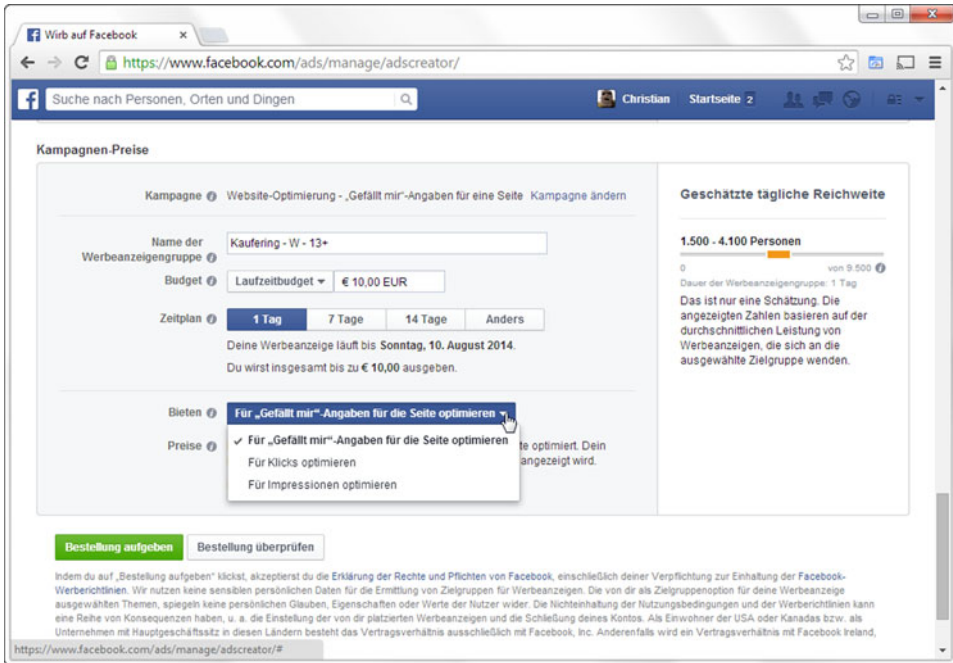 Wirb auf Facebook
https://www.facebook.com/ads/manage/adscreator/
Suche nach Personen, Orten und Dingen
Christian Startseite 2
Kampagnen-Preise
Kampagne Website-Optimierung - „Gefällt mir“-Angaben für eine Seite Kampagne ändern
Name der
Werbeanzeigengruppe
Kaufering - W - 13+
Budget Laufzeitbudget € 10,00 EUR
Zeitplan 1 Tag 7 Tage 14 Tage Anders
Deine Werbeanzeige läuft bis Sonntag, 10. August 2014.
Du wirst insgesamt bis zu € 10,00 ausgeben.
Bieten Für „Gefällt mir“-Angaben für die Seite optimieren
✓ Für „Gefällt mir“-Angaben für die Seite optimieren
Für Klicks optimieren
Für Impressionen optimieren
Preise te optimiert. Dein
angezeigt wird.
Geschätzte tägliche Reichweite
1.500 - 4.100 Personen
0 von 9.500
Dauer der Werbeanzeigengruppe: 1 Tag
Das ist nur eine Schätzung. Die
angezeigten Zahlen basieren auf der
durchschnittlichen Leistung von
Werbeanzeigen, die sich an die
ausgewählte Zielgruppe wenden.
Bestellung aufgeben Bestellung überprüfen
Indem du auf „Bestellung aufgeben“ klickst, akzeptierst du die Erklärung der Rechte und Pflichten von Facebook, einschließlich deiner Verpflichtung zur Einhaltung der Facebook-
Werberichtlinien. Wir nutzen keine sensiblen persönlichen Daten für die Ermittlung von Zielgruppen für Werbeanzeigen. Die von dir als Zielgruppenoption für deine Werbeanzeige
ausgewählten Themen, spiegeln keine persönlichen Glauben, Eigenschaften oder Werte der Nutzer wider. Die Nichteinhaltung der Nutzungsbedingungen und der Werberichtlinien kann
eine Reihe von Konsequenzen haben, u. a. die Einstellung der von dir platzierten Werbeanzeigen und die Schließung deines Kontos. Als Einwohner der USA oder Kanadas bzw. als
Unternehmen mit Hauptgeschäftssitz in diesen Ländern besteht das Vertragsverhältnis ausschließlich mit Facebook, Inc. Anderenfalls wird ein Vertragsverhältnis mit Facebook Ireland,
https://www.facebook.com/ads/manage/adscreator/#